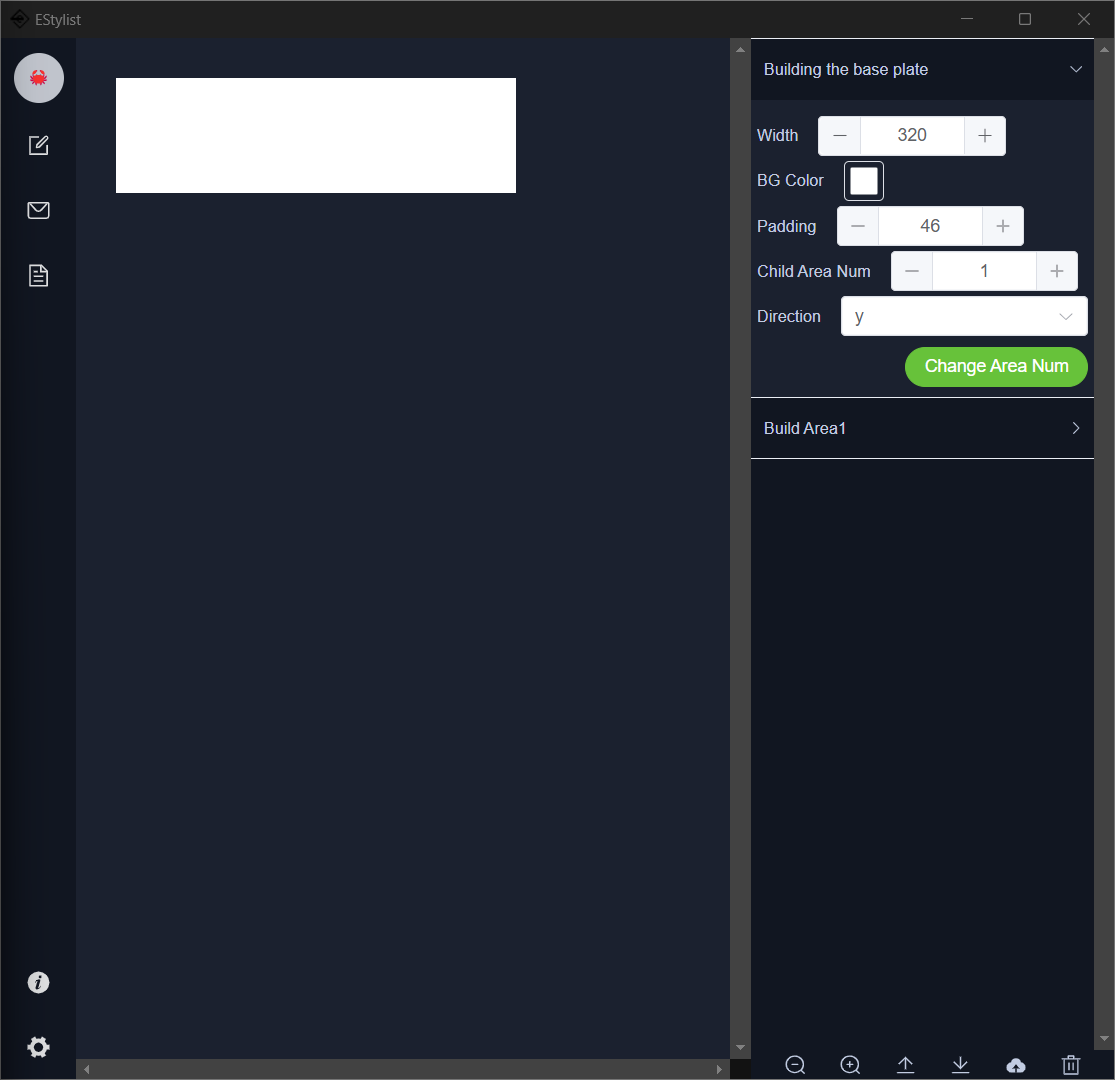 EStylist
Building the base plate
Width 320
BG Color
Padding 46
Child Area Num 1
Direction y
Change Area Num
Build Area1